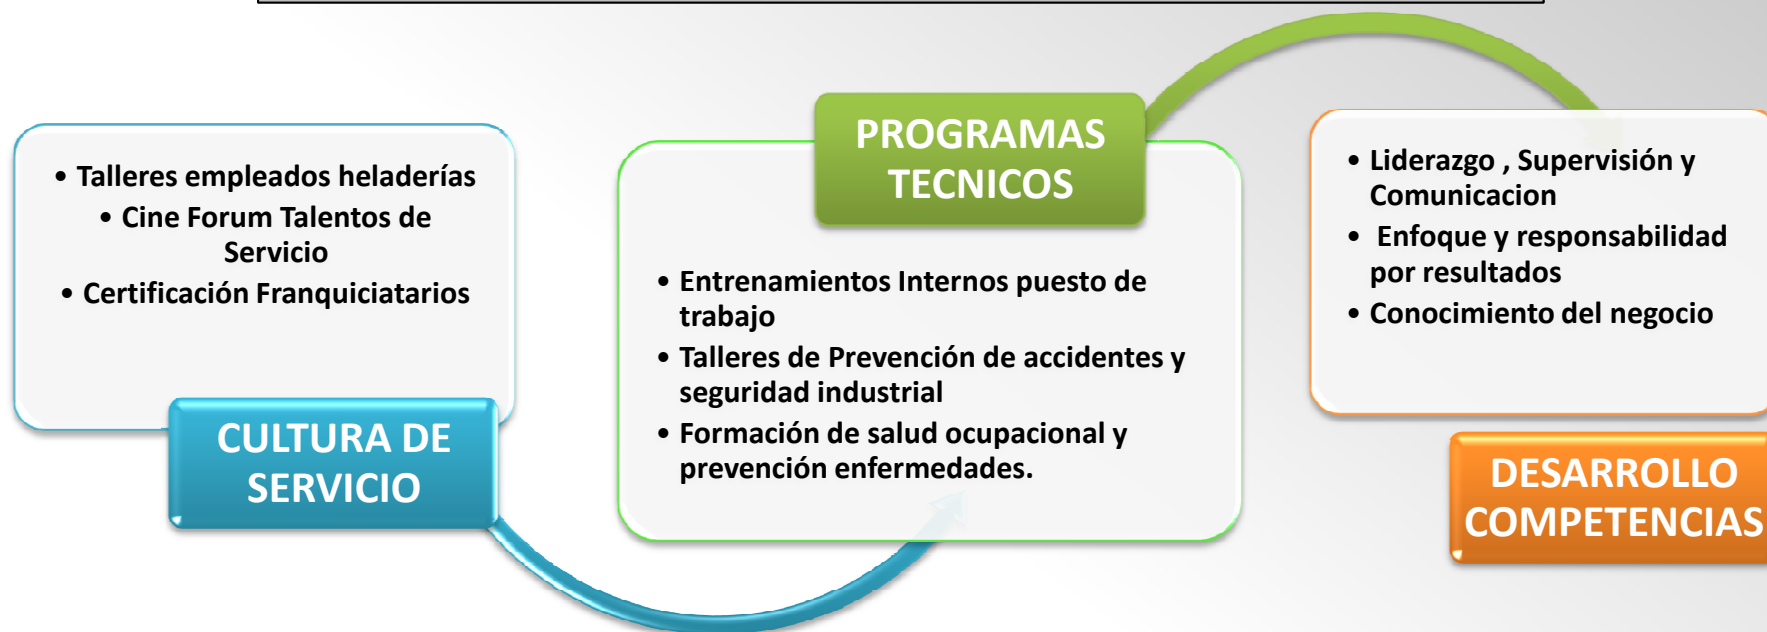 • Talleres empleados heladerías
• Cine Forum Talentos de
Servicio
• Certificación Franquiciatarios
CULTURA DE
SERVICIO
PROGRAMAS
TECNICOS
• Entrenamientos Internos puesto de
trabajo
• Talleres de Prevención de accidentes y
seguridad industrial
• Formación de salud ocupacional y
prevención enfermedades.
• Liderazgo , Supervisión y
Comunicacion
• Enfoque y responsabilidad
por resultados
• Conocimiento del negocio
DESARROLLO
COMPETENCIAS